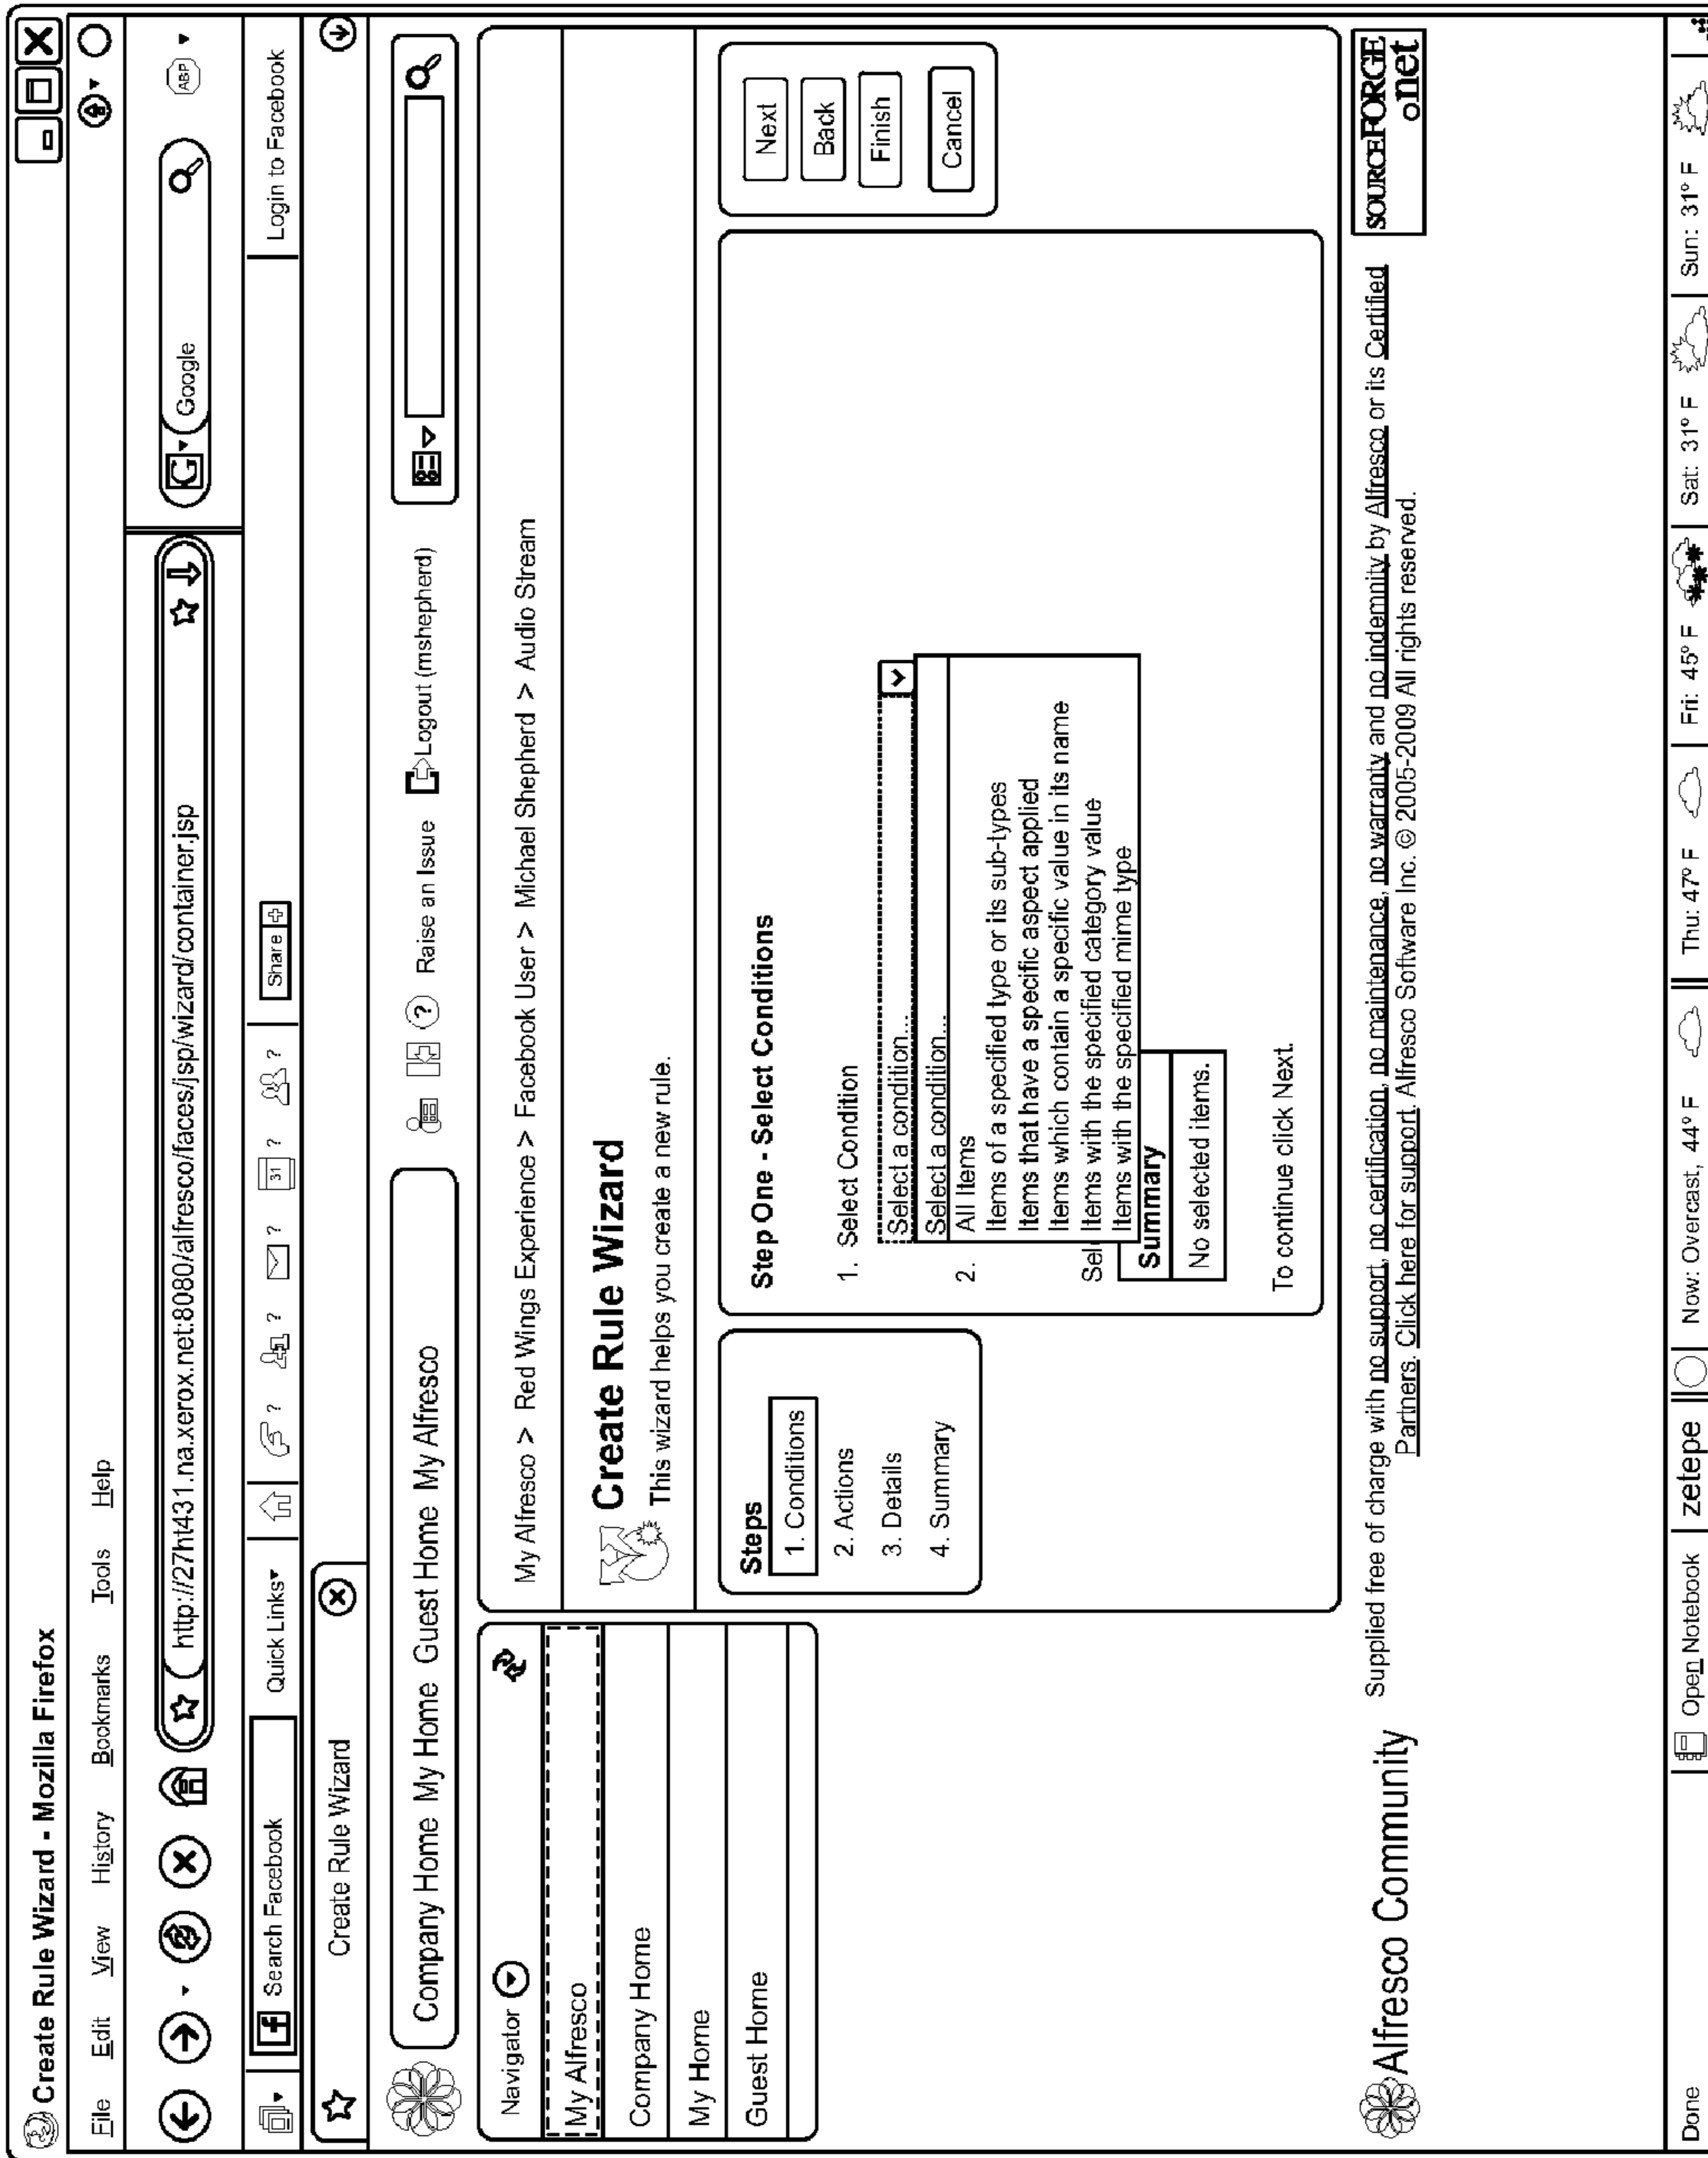 Create Rule Wizard - Mozilla Firefox
File Edit View History Bookmarks Tools Help
http://27ht431.na.xerox.net:8080/alfresco/faces/jsp/wizard/container.jsp
G Google
ABP
f Search Facebook
Quick Links
?
?
?
31 ?
?
Share
Login to Facebook
Create Rule Wizard
Company Home My Home Guest Home My Alfresco
? Raise an Issue
Logout (mshepherd)
Navigator
My Alfresco
Company Home
My Home
Guest Home
My Alfresco > Red Wings Experience > Facebook User > Michael Shepherd > Audio Stream
Create Rule Wizard
This wizard helps you create a new rule.
Steps
1. Conditions
2. Actions
3. Details
4. Summary
Step One - Select Conditions
1. Select Condition
Select a condition...
Select a condition...
2.
All Items
Items of a specified type or its sub-types
Items that have a specific aspect applied
Items which contain a specific value in its name
Sel
Items with the specified category value
Items with the specified mime type
Summary
No selected items.
To continue click Next.
Next
Back
Finish
Cancel
Alfresco Community
Supplied free of charge with no support, no certification, no maintenance, no warranty and no indemnity by Alfresco or its Certified
Partners. Click here for support. Alfresco Software Inc. © 2005-2009 All rights reserved.
SOURCEFORGE
.net
Done
Open Notebook
zetepe
Now: Overcast, 44° F
Thu: 47° F
Fri: 45° F
Sat: 31° F
Sun: 31° F